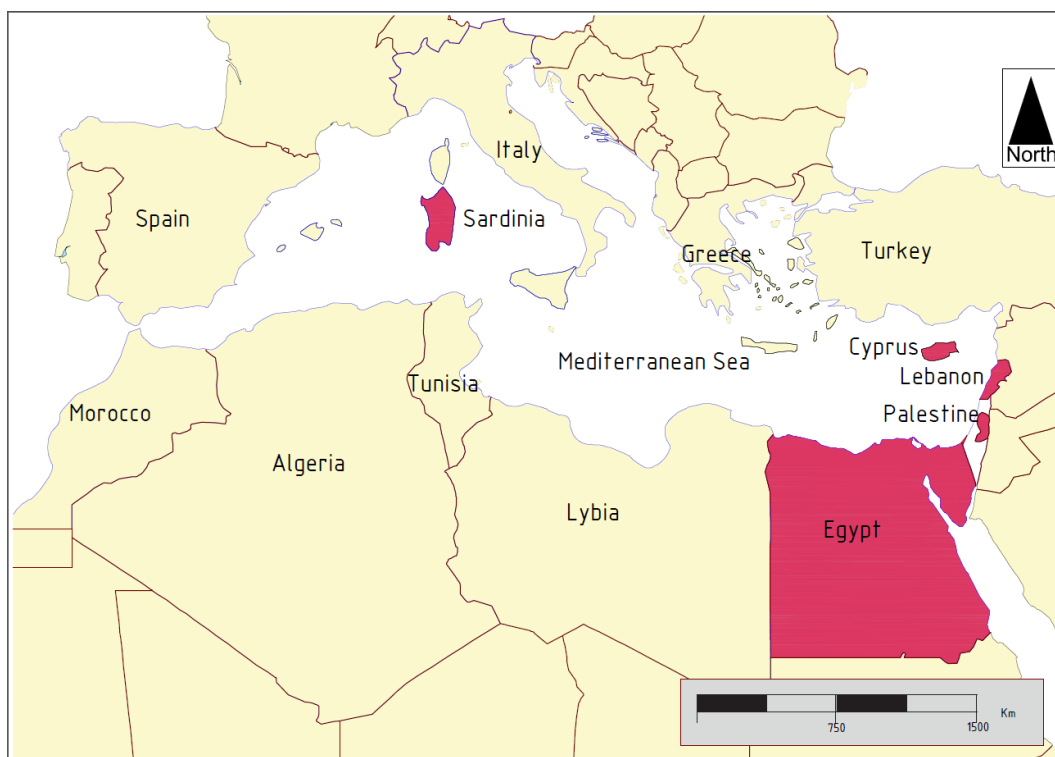 North
Italy
Spain
Sardinia
Greece
Turkey
Cyprus
Mediterranean Sea
Lebanon
Tunisia
Morocco
Palestine
Algeria
Lybia
Egypt
Km
750
1500